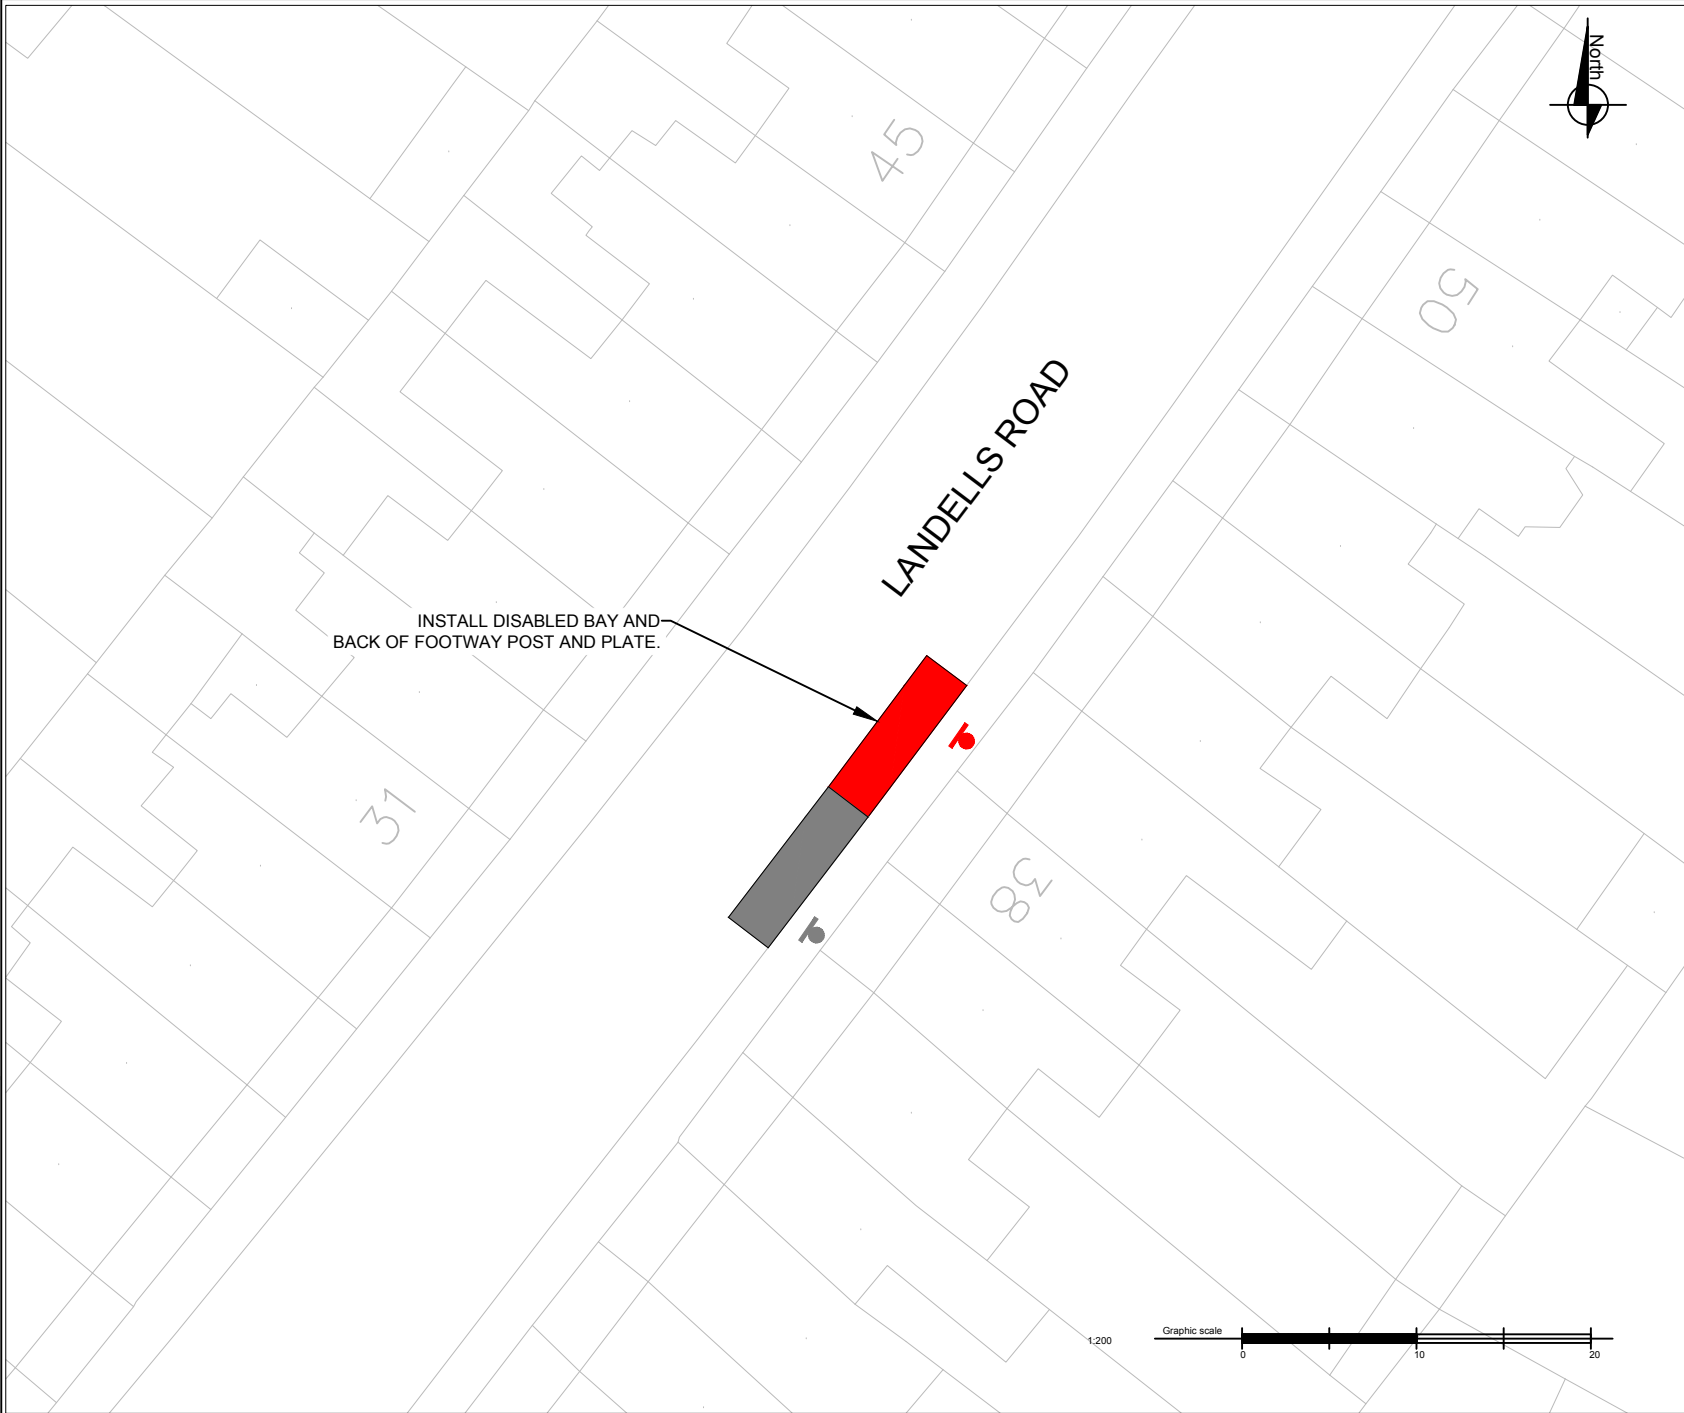 North
45
50
LANDELLS ROAD
INSTALL DISABLED BAY AND
BACK OF FOOTWAY POST AND PLATE.
31
38
1:200
Graphic scale
0 10 20